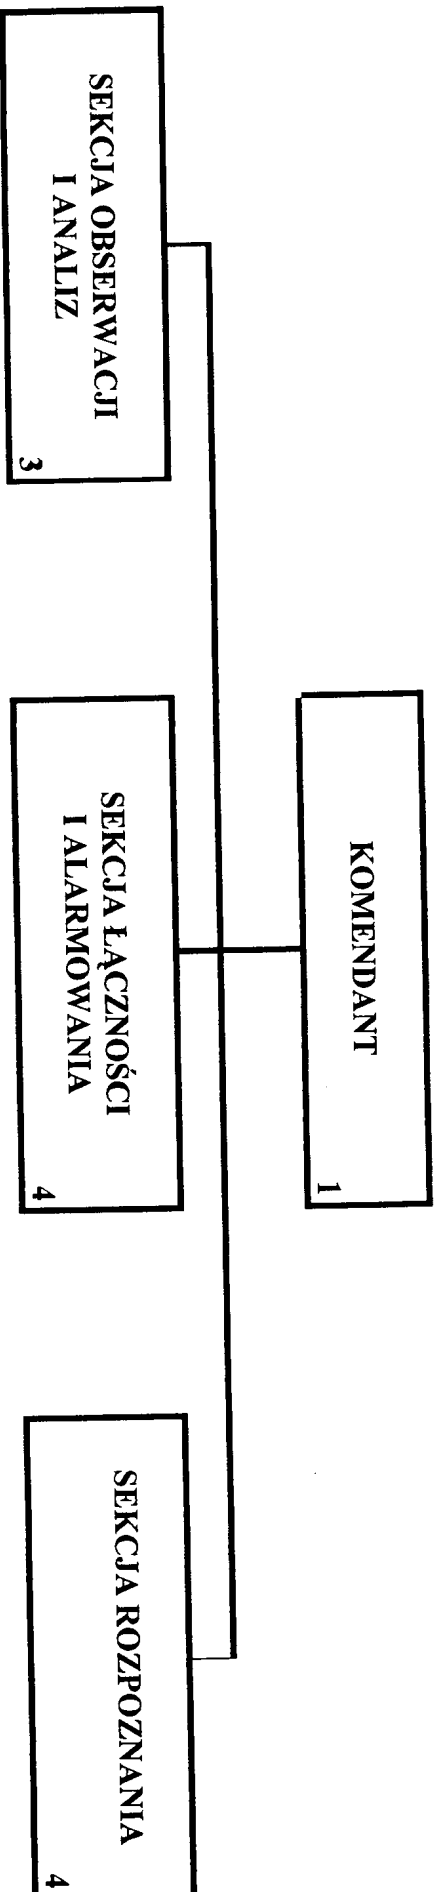 KOMENDANT
1
SEKCJA OBSERWACJI
I ANALIZ
3
SEKCJA ŁĄCZNOŚCI
I ALARMOWANIA
4
SEKCJA ROZPOZNANIA
4